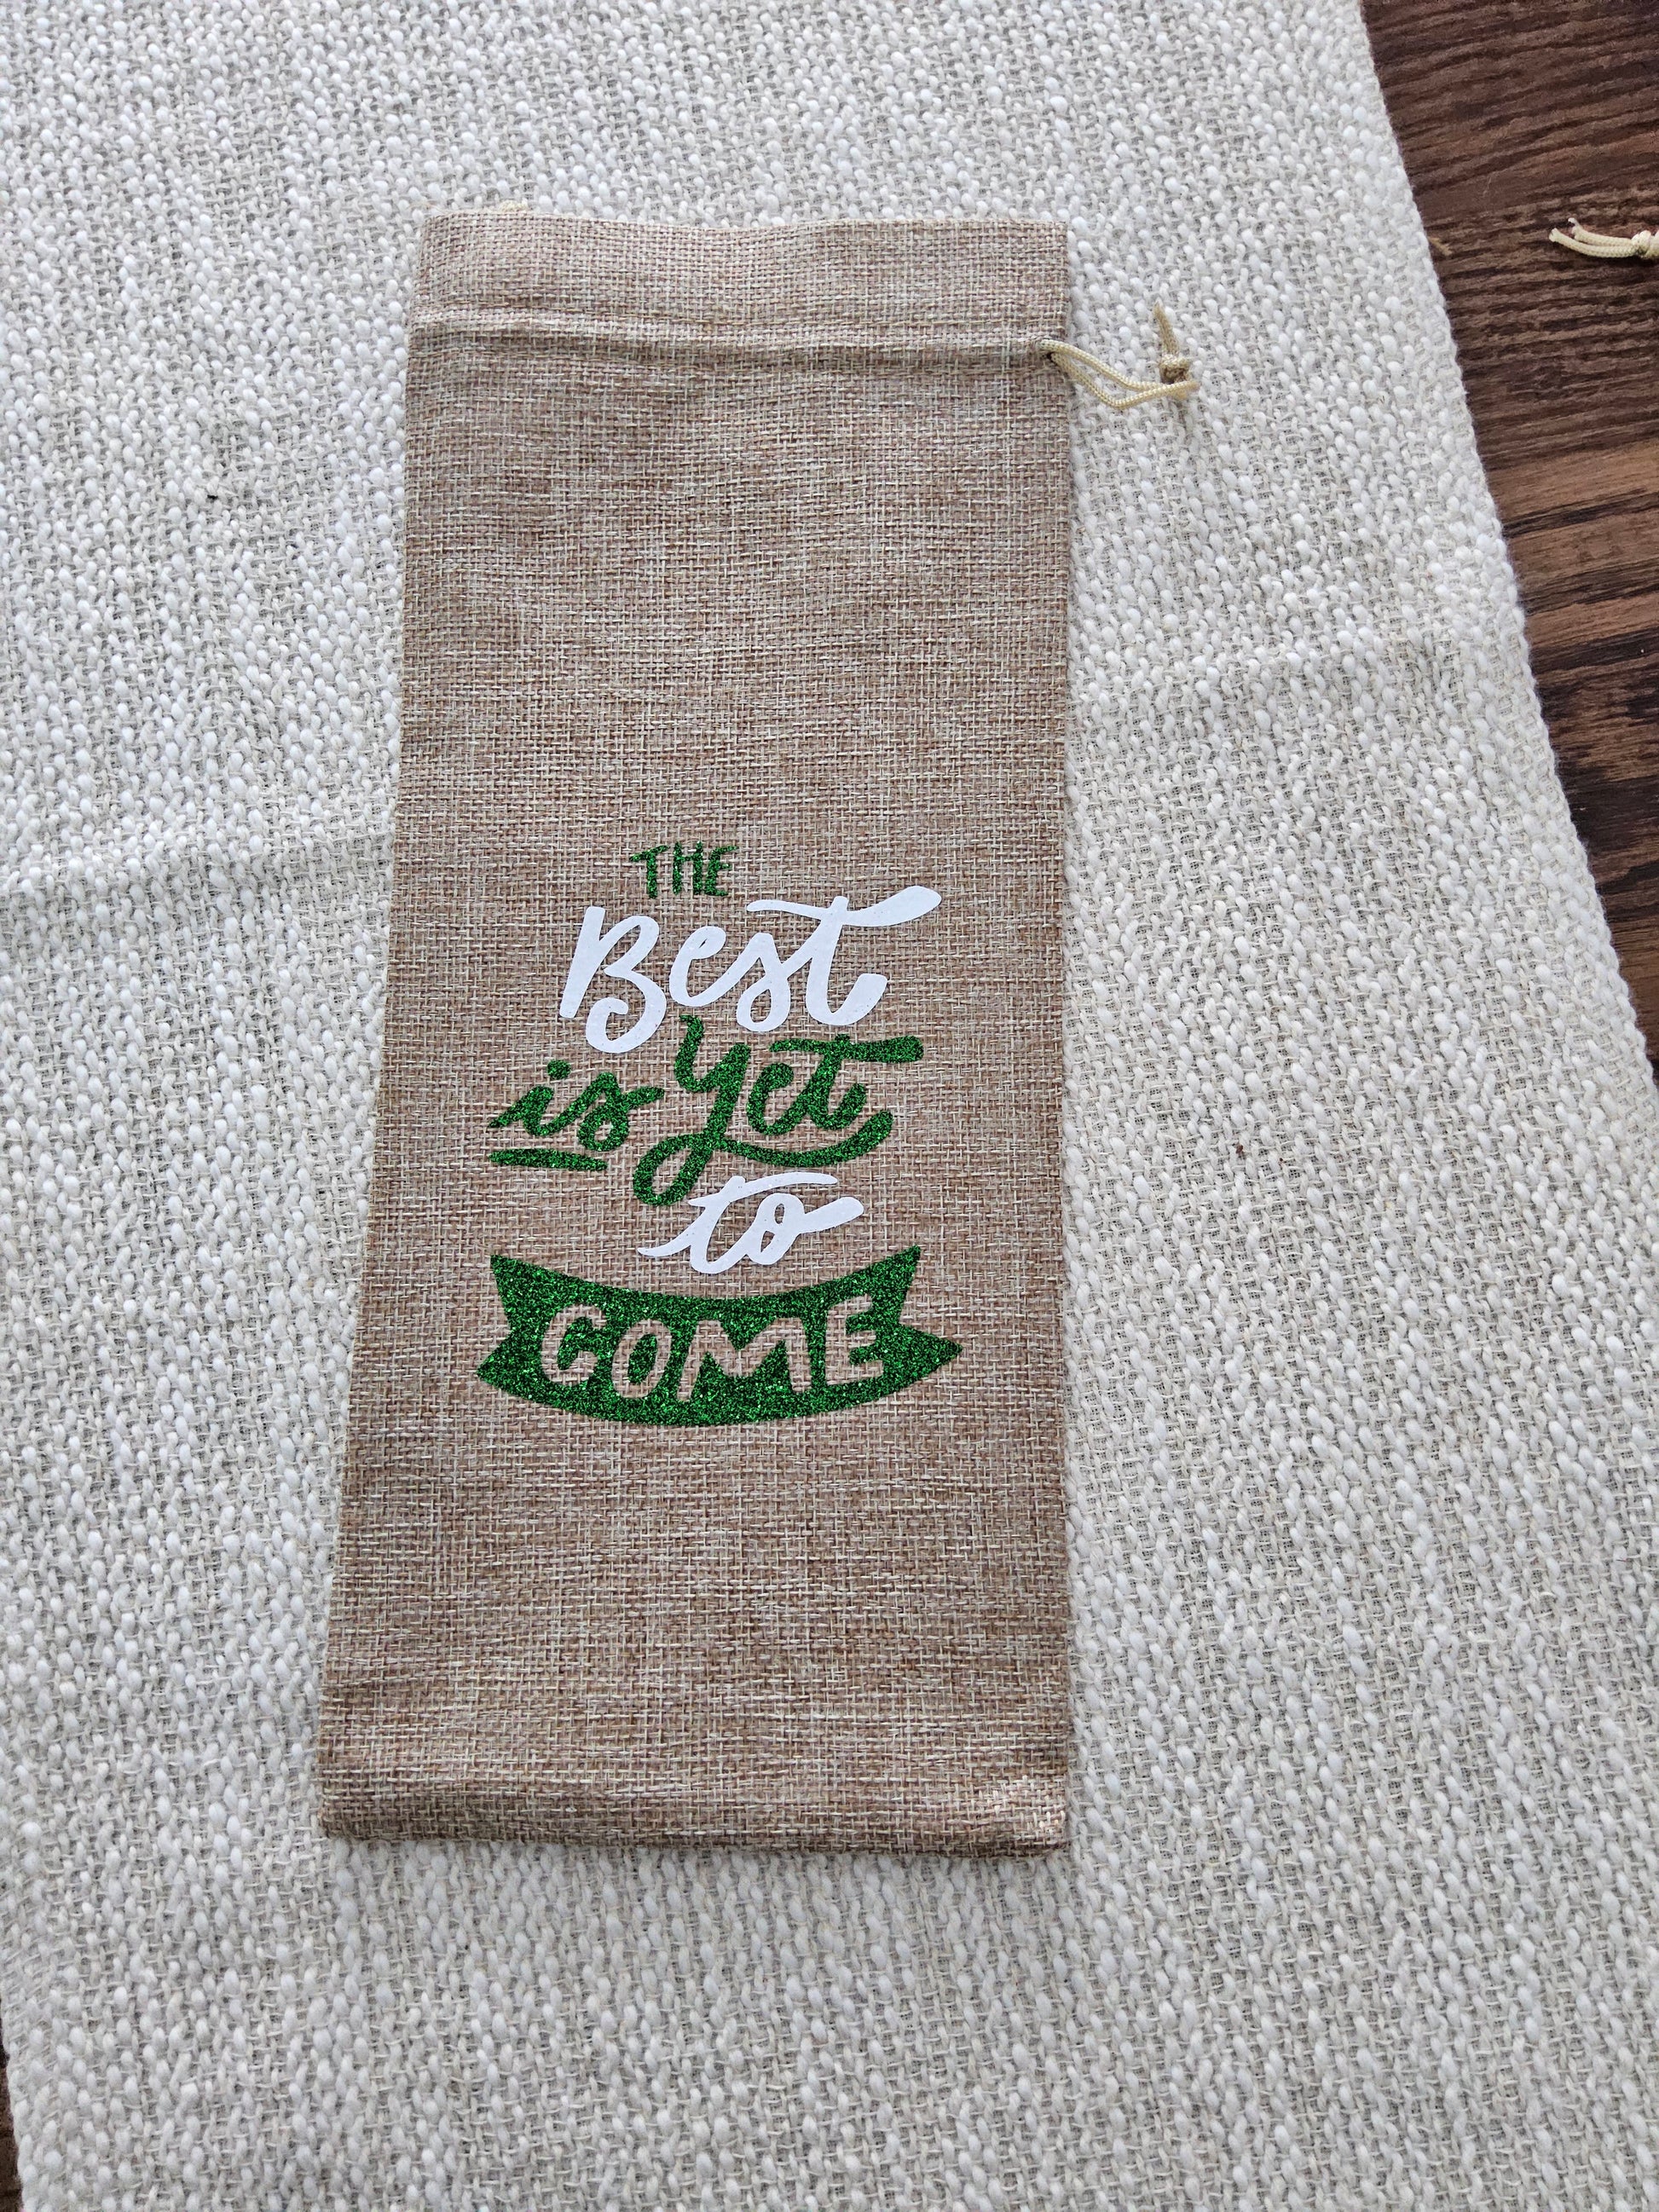 THE
Best
is yet
to
COME